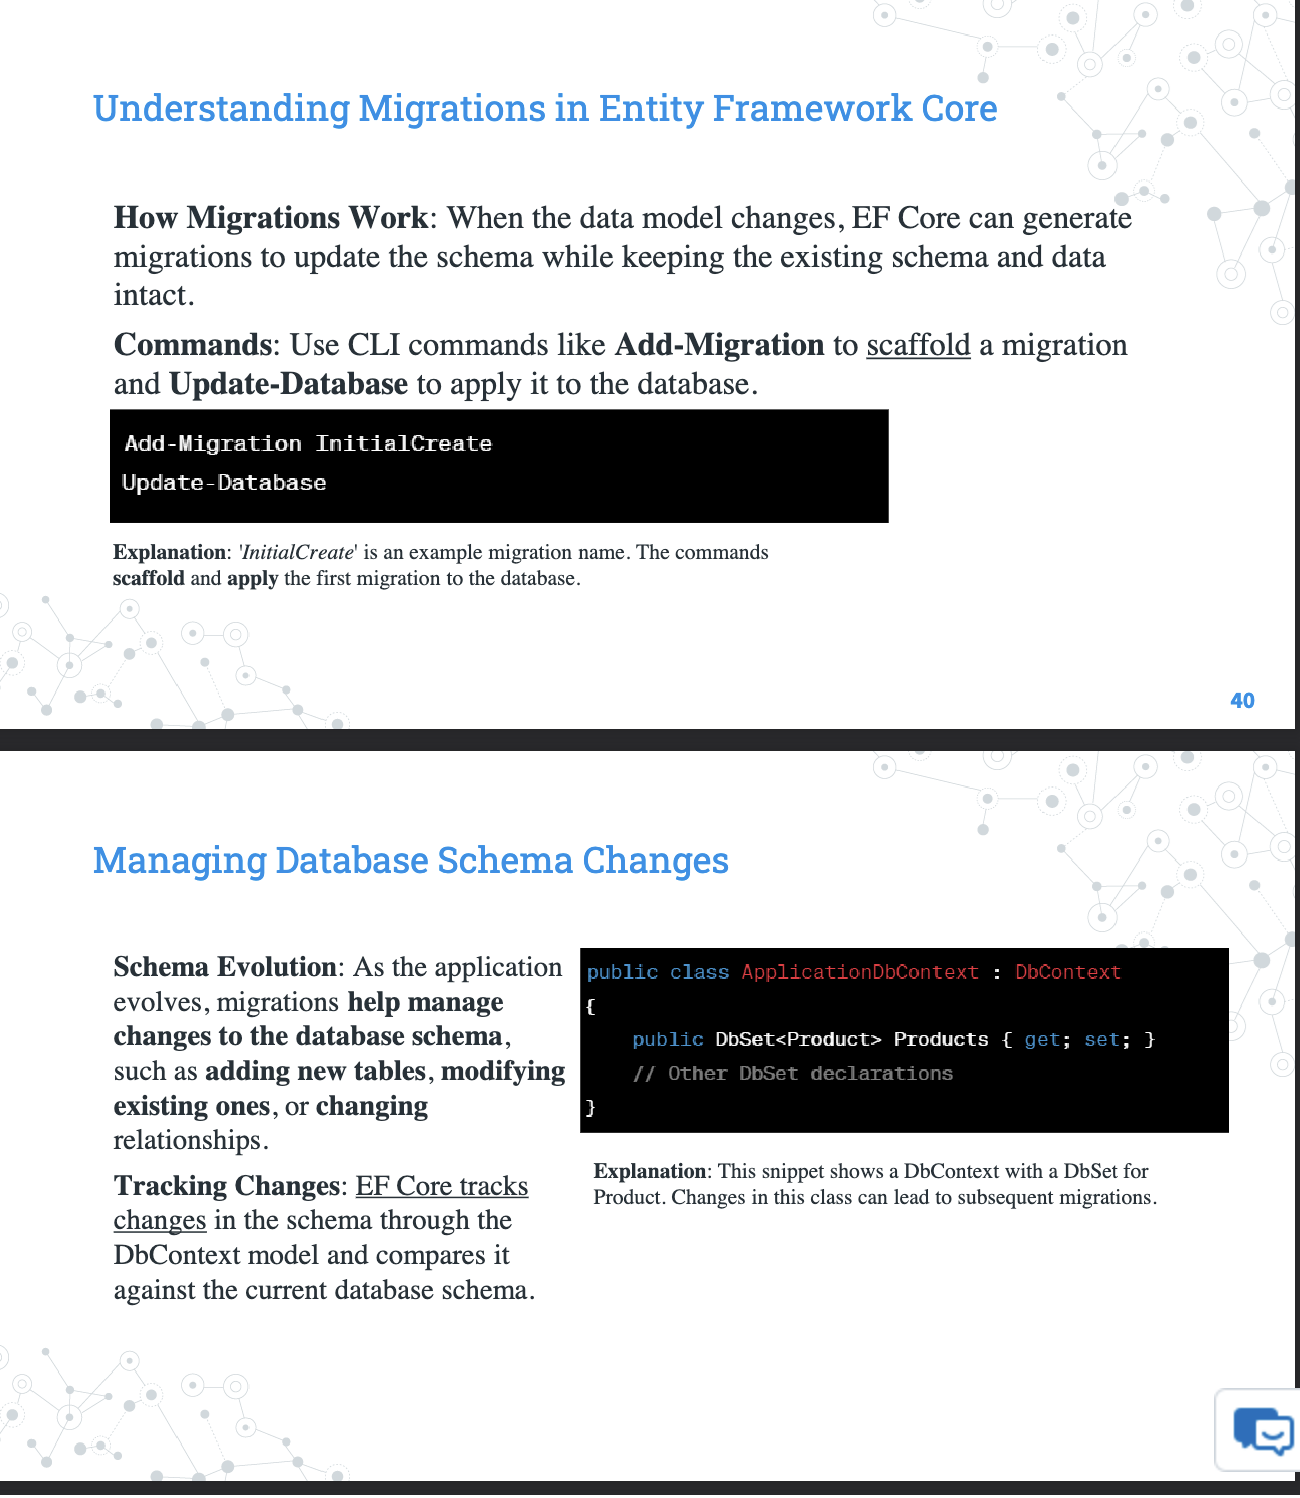 Understanding Migrations in Entity Framework Core
How Migrations Work: When the data model changes, EF Core can generate
migrations to update the schema while keeping the existing schema and data
intact.
Commands: Use CLI commands like Add-Migration to scaffold a migration
and Update-Database to apply it to the database.
Add-Migration InitialCreate
Update-Database
Explanation: 'InitialCreate' is an example migration name. The commands
scaffold and apply the first migration to the database.
40
Managing Database Schema Changes
Schema Evolution: As the application
evolves, migrations help manage
changes to the database schema,
such as adding new tables, modifying
existing ones, or changing
relationships.
Tracking Changes: EF Core tracks
changes in the schema through the
DbContext model and compares it
against the current database schema.
public class ApplicationDbContext : DbContext
{
public DbSet<Product> Products { get; set; }
// Other DbSet declarations
}
Explanation: This snippet shows a DbContext with a DbSet for
Product. Changes in this class can lead to subsequent migrations.